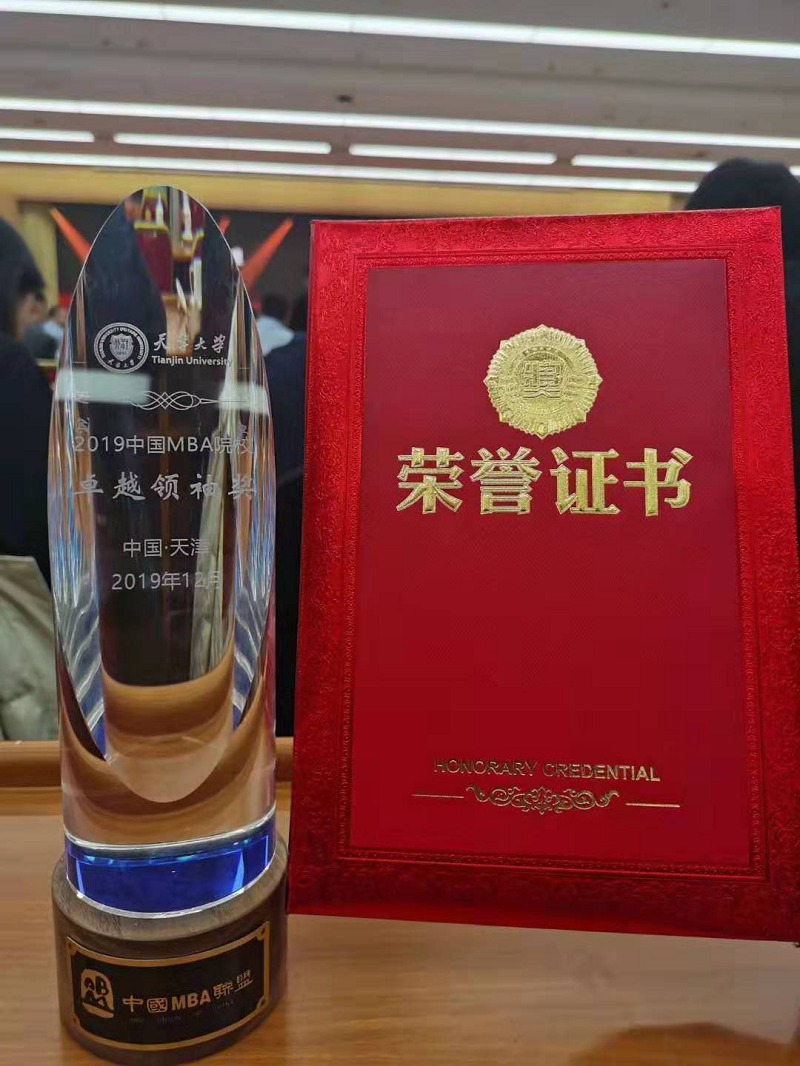 天津大学
Tianjin University
2019中国MBA院校
卓越领袖奖
中国·天津
2019年12月
中國MBA聯盟
奖
荣誉证书
HONORARY CREDENTIAL